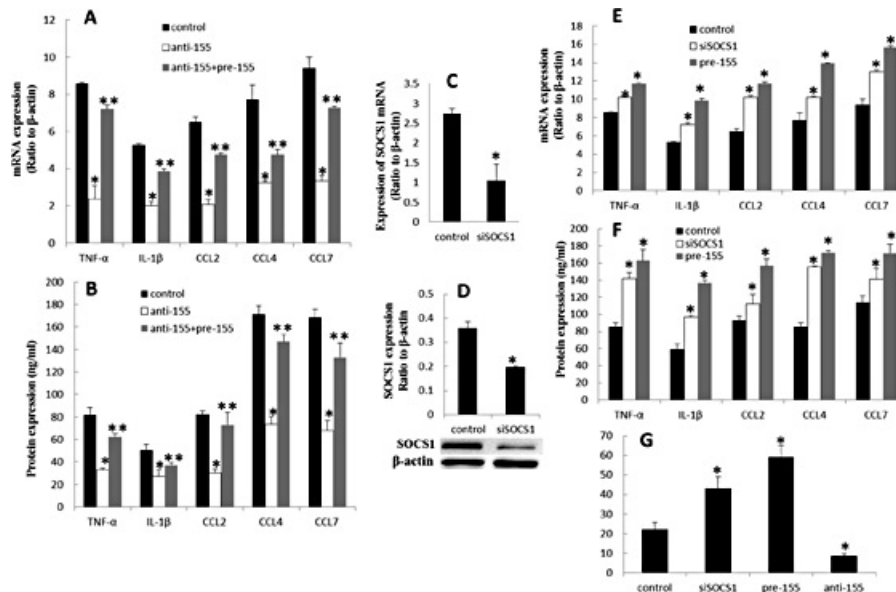 A
control
anti-155
anti-155+pre-155
mRNA expression
(Ratio to β-actin)
12
10
8
6
4
2
0
* ** * ** * ** * ** * **
TNF-α IL-1β CCL2 CCL4 CCL7
B
control
anti-155
anti-155+pre-155
Protein expression (ng/ml)
200
180
160
140
120
100
80
60
40
20
0
* ** * ** * ** * ** * **
TNF-α IL-1β CCL2 CCL4 CCL7
C
Expression of SOCS1 mRNA
(Ratio to β-actin)
3.5
3
2.5
2
1.5
1
0.5
0
*
control siSOCS1
D
SOCS1 expression
Ratio to β-actin
0.5
0.4
0.3
0.2
0.1
0
*
control siSOCS1
SOCS1
β-actin
E
control
siSOCS1
pre-155
mRNA expression
(Ratio to β-actin)
18
16
14
12
10
8
6
4
2
0
* * * * * * * * * *
TNF-α IL-1β CCL2 CCL4 CCL7
F
control
siSOCS1
pre-155
Protein expression (ng/ml)
200
180
160
140
120
100
80
60
40
20
0
* * * * * * * * * *
TNF-α IL-1β CCL2 CCL4 CCL7
G
70
60
50
40
30
20
10
0
* * *
control siSOCS1 pre-155 anti-155